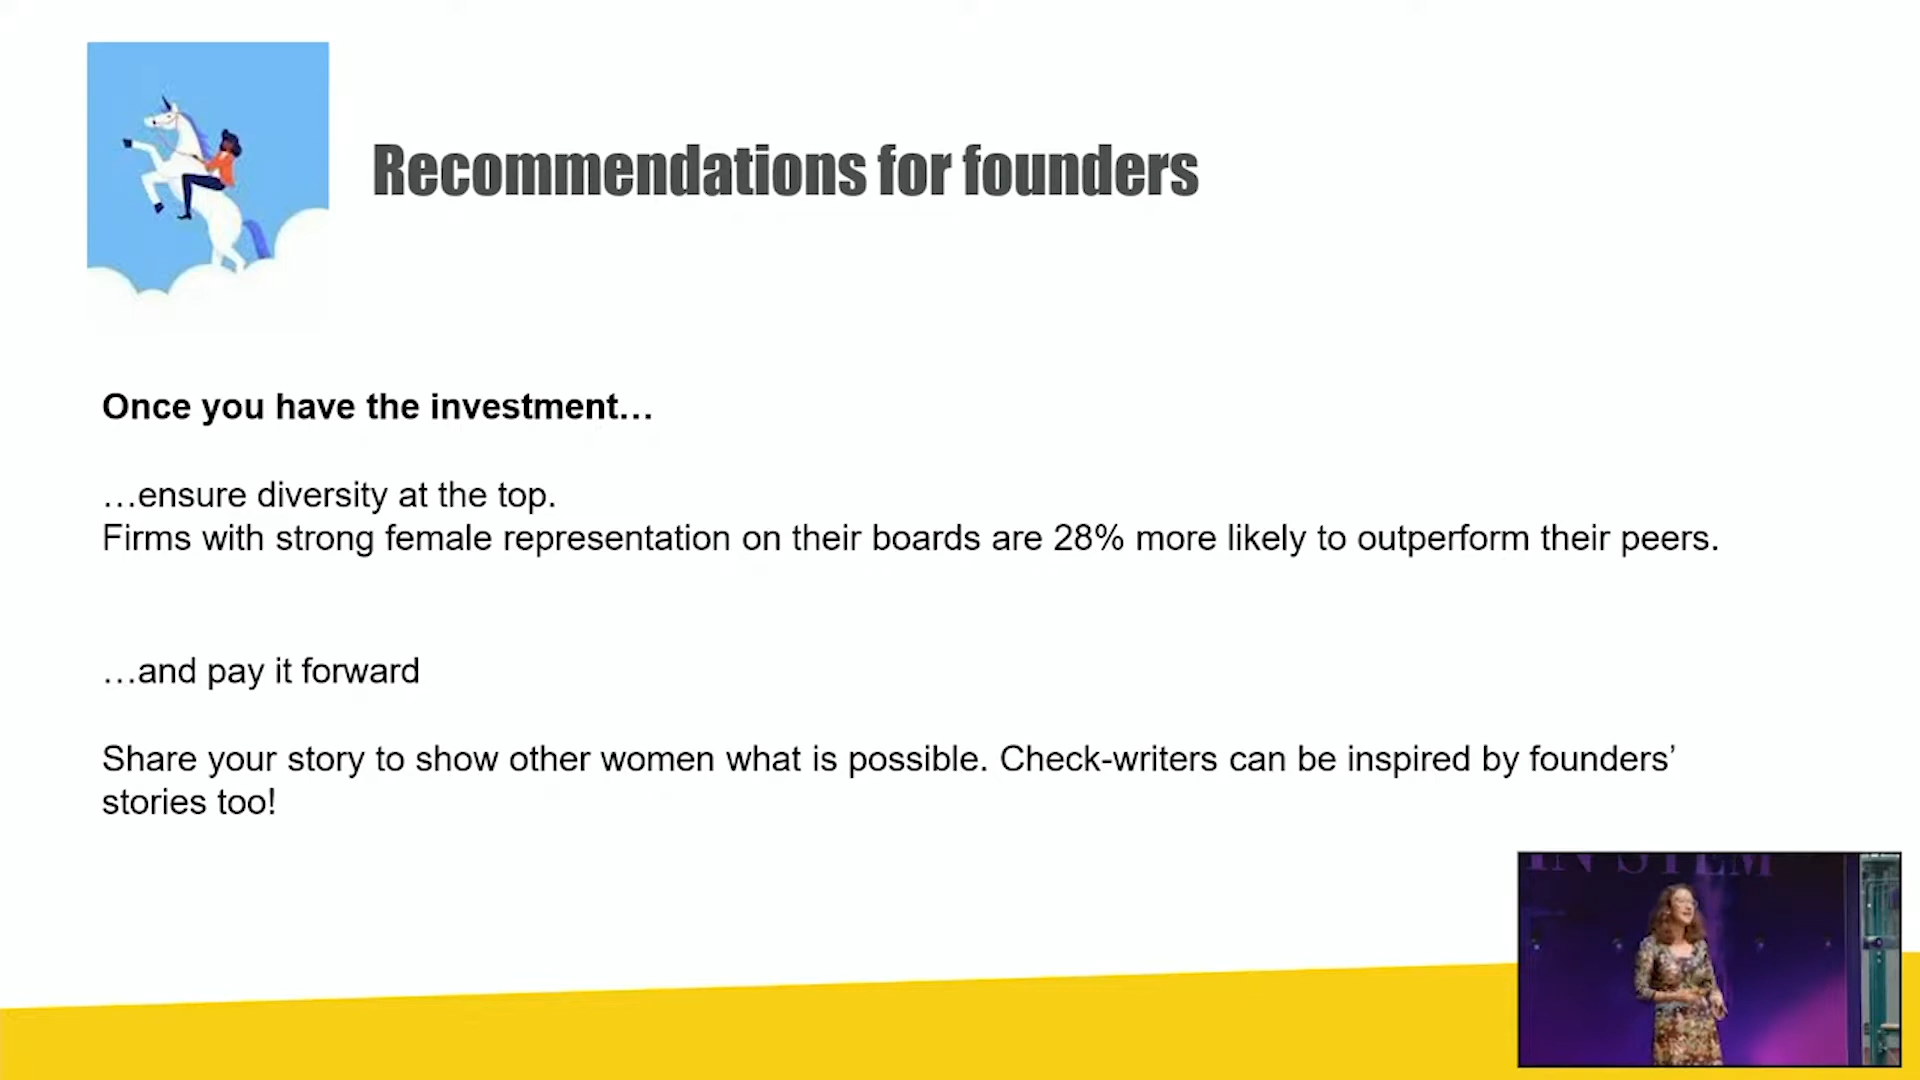 Recommendations for founders
Once you have the investment…
…ensure diversity at the top.
Firms with strong female representation on their boards are 28% more likely to outperform their peers.
…and pay it forward
Share your story to show other women what is possible. Check-writers can be inspired by founders’
stories too!
IN STEM